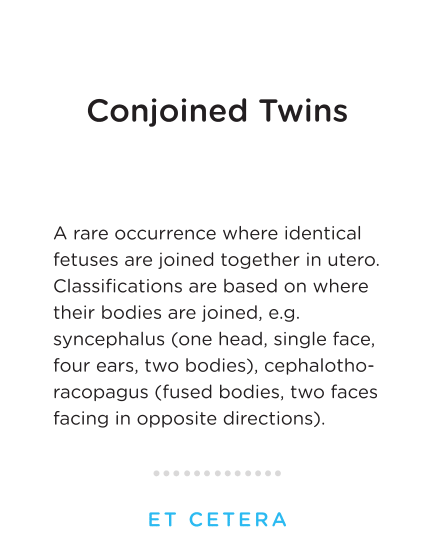 Conjoined Twins
A rare occurrence where identical
fetuses are joined together in utero.
Classifications are based on where
their bodies are joined, e.g.
syncephalus (one head, single face,
four ears, two bodies), cephalotho-
racopagus (fused bodies, two faces
facing in opposite directions).
ET CETERA